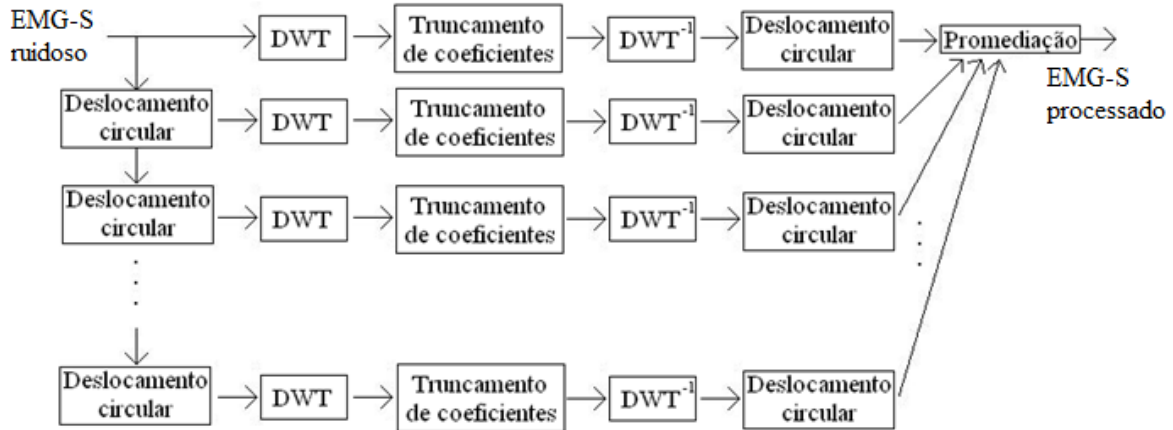 EMG-S
ruidoso
DWT
Truncamento
de coeficientes
DWT⁻¹
Deslocamento
circular
Promediação
EMG-S
processado
Deslocamento
circular
DWT
Truncamento
de coeficientes
DWT⁻¹
Deslocamento
circular
Deslocamento
circular
DWT
Truncamento
de coeficientes
DWT⁻¹
Deslocamento
circular
Deslocamento
circular
DWT
Truncamento
de coeficientes
DWT⁻¹
Deslocamento
circular